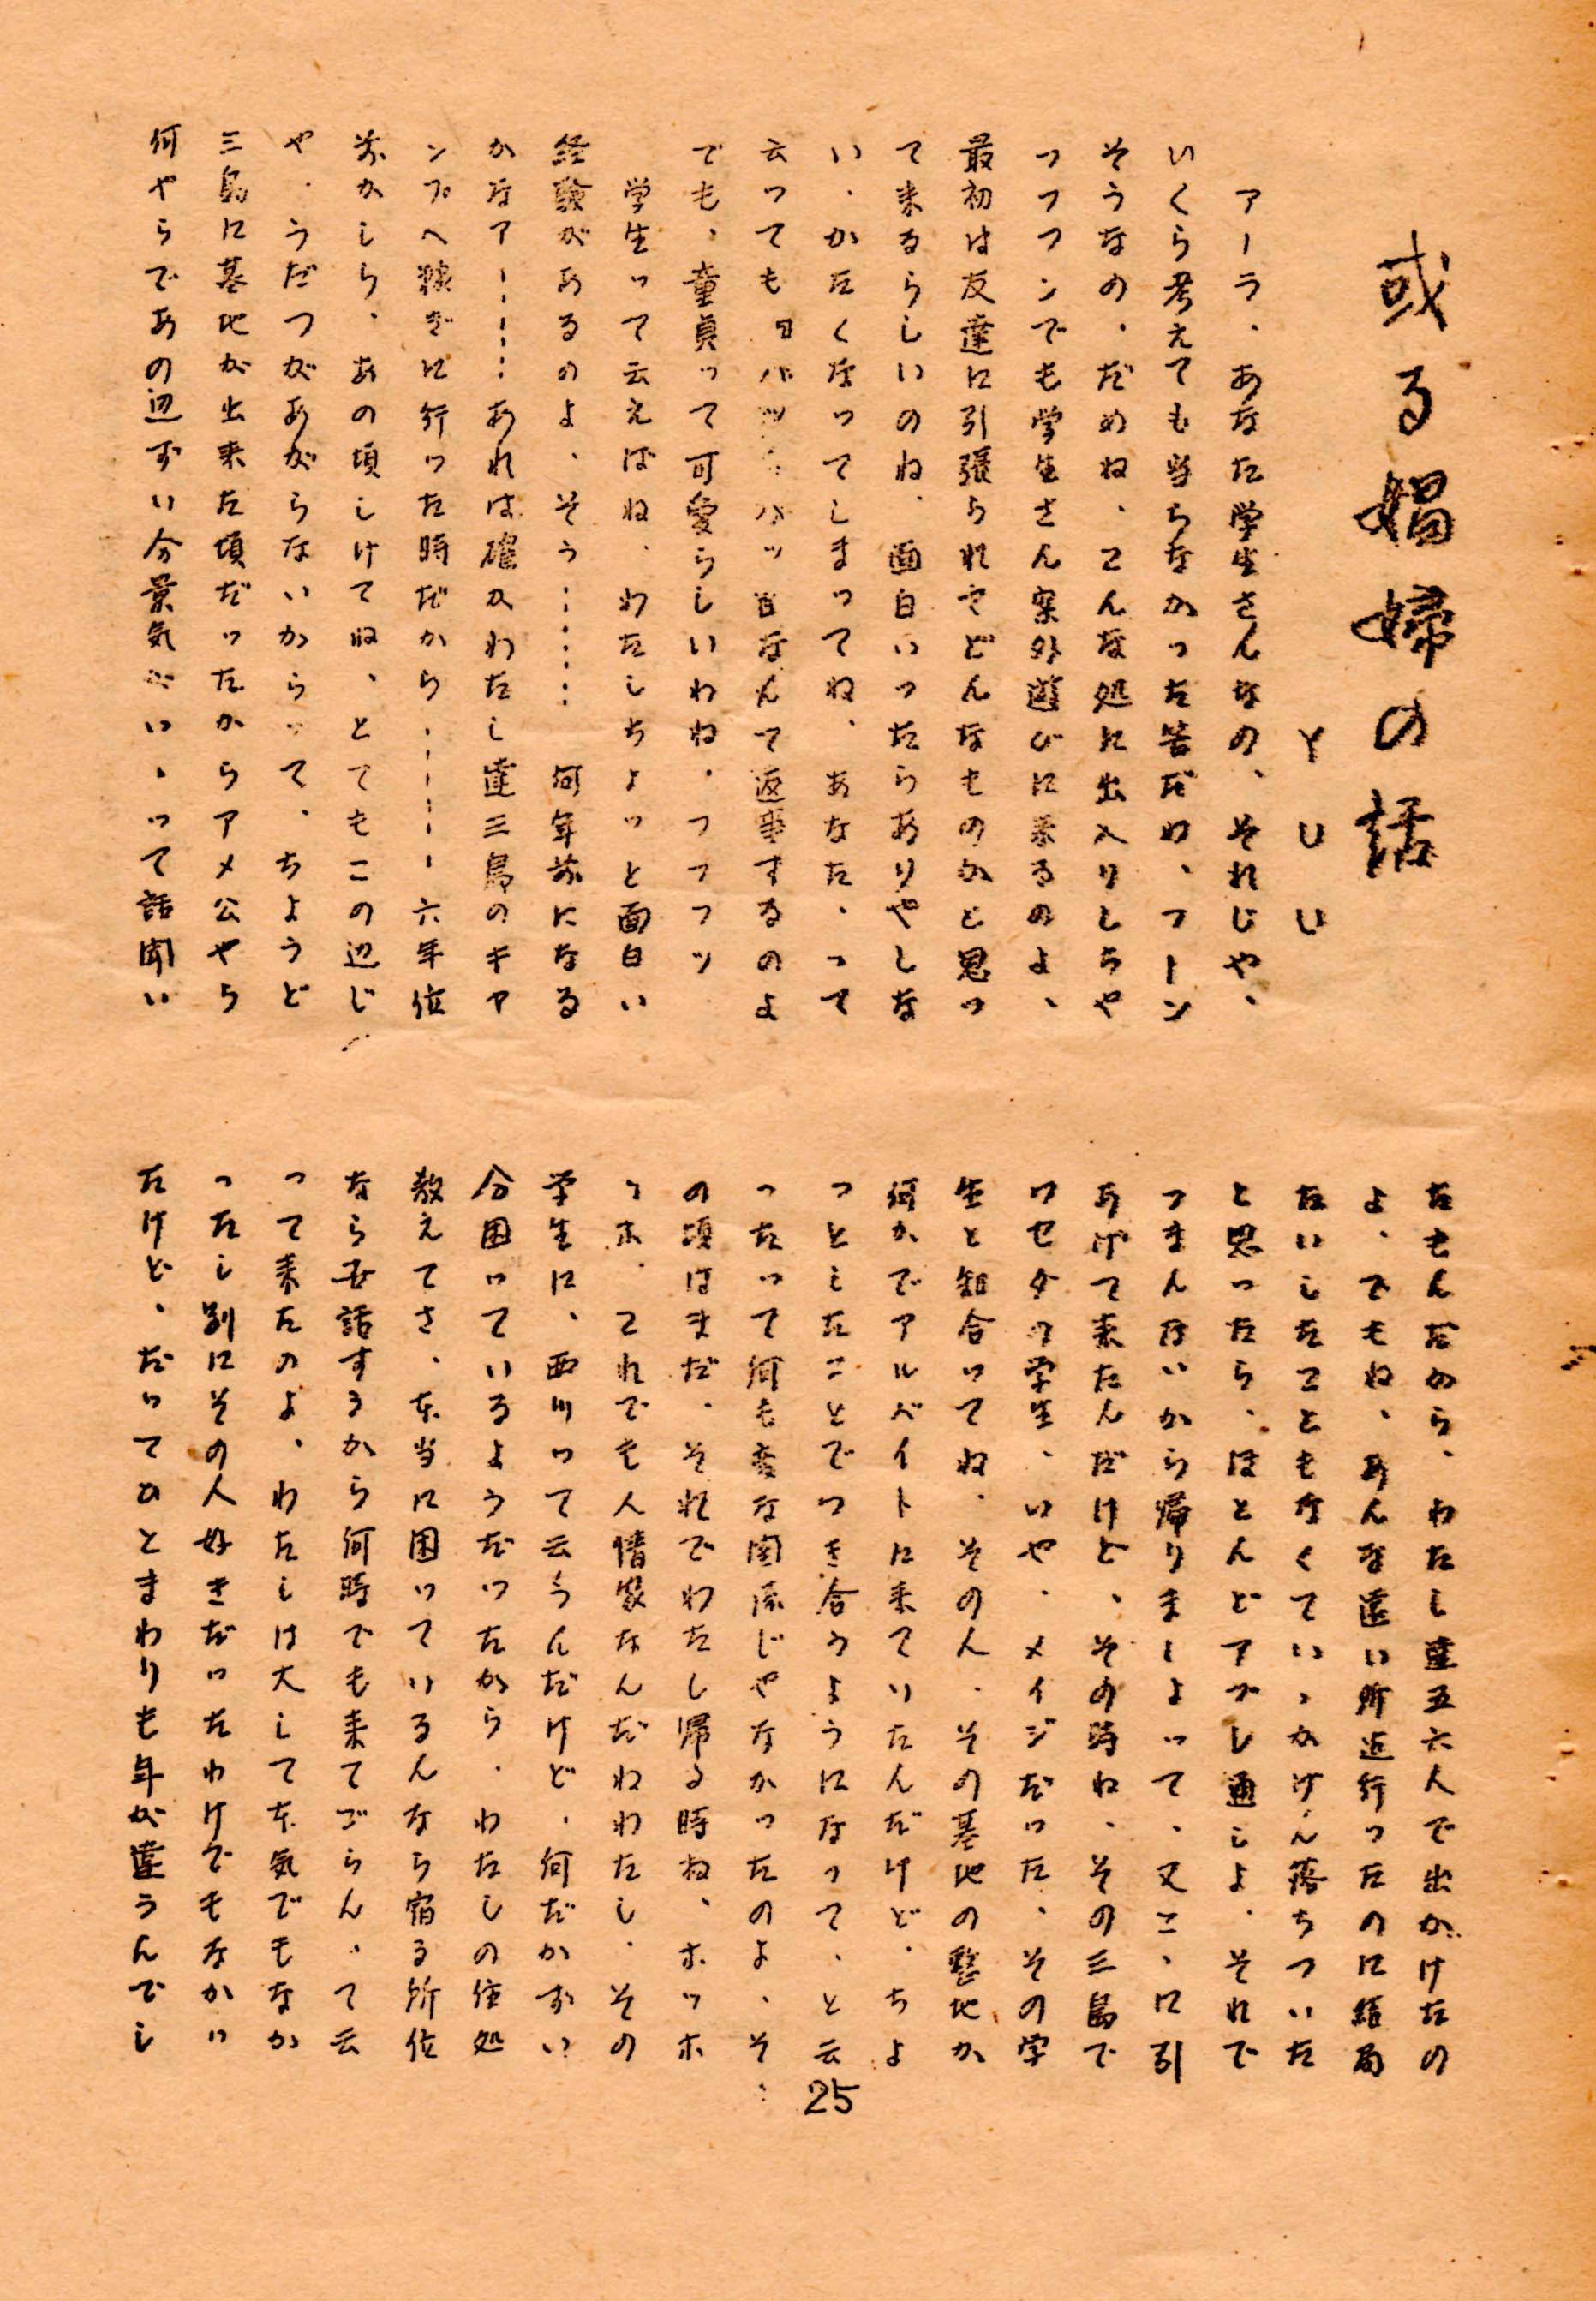 或る娼婦の話
としし
アーラ、あなた学生さんなの、それじゃ、
いくら考えても当らなかった筈だわ、フーン
そうなの、だめね、こんな処に出入りしちゃ
フフフンでも学生さん案外遊びに来るのよ、
最初は友達に引張られてどんなものかと思っ
て来るらしいのね、面白いったらありやしな
い、かたくなってしまってね、あなた、って
云っても なんて返事するのよ
でも、童貞って可愛らしいわね、フフフッ
学生って云えばね、わたしちょっと面白い
経験があるのよ、そう………何年前になる
かなアーーー…あれは確かわたし達三島のキャ
ンプへ稼ぎに行った時だから、ーーーー六年位
前かしら、あの頃しけてね、とてもこの辺じ
や、うだつがあがらないからって、ちようど
三島に基地が出来た頃だったからアメ公やら
何やらであの辺ずい分景気がいゝって話聞い
たもんだから、わたし達五六人で出かけたの
よ、でもね、あんな遠い所迄行ったのに結局
たいしたこともなくていゝかげん落ちついた
と思ったら、ほとんどアブレ通しよ、それで
つまんないから帰りましよって、又こゝに引
あげて来たんだけど、その時ね、その三島で
ワセダの学生、いや、メイジだった、その学
生と知合ってね、その人、その基地の整地か
何かでアルバイトに来ていたんだけど、ちよ
っとしたことでつき合うようになって、と云
ったって何も変な関係じゃなかったのよ、そ、
の頃はまだ、それでわたし帰る時ね、ホッホ
ゝホ、これでも人情家なんだねわたし、その
学生に、西川って云うんだけど、何だかずい
分困っているようだったから、わたしの住処
教えてさ、本当に困っているんなら宿る所位
なら世話するから何時でも来てごらん、て云
って来たのよ、わたしは大して本気でもなか
ったし別にその人好きだったわけでもなかっ
たけど、だってひとまわりも年が違うんでし
25